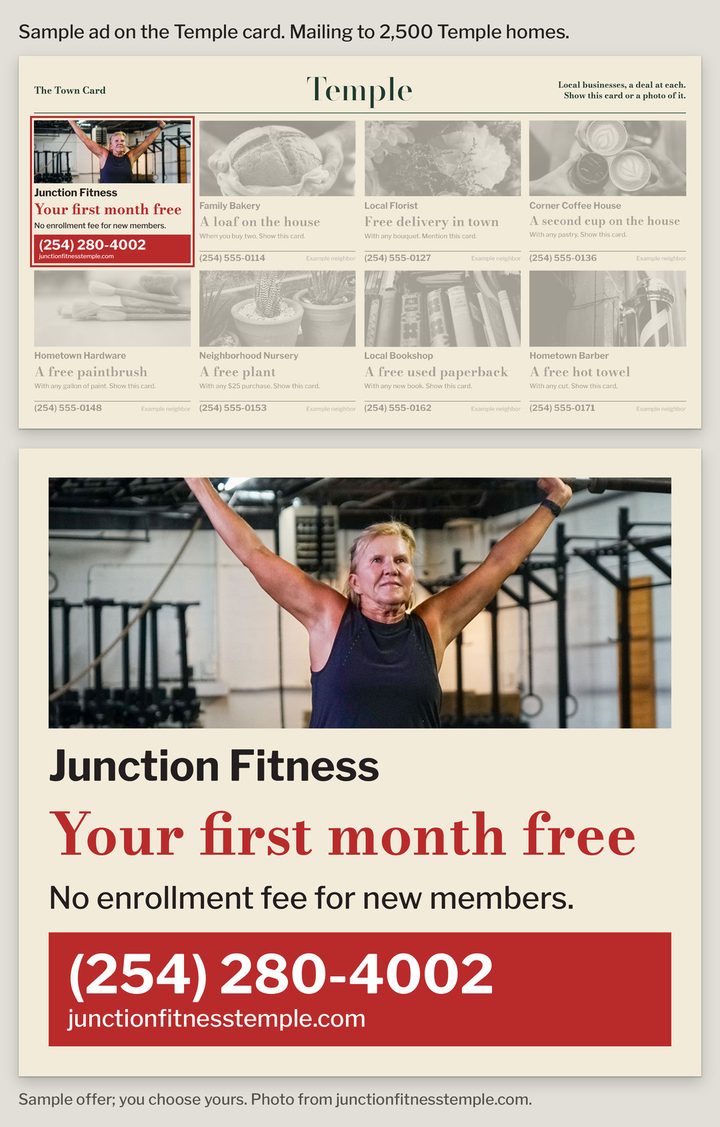 Sample ad on the Temple card. Mailing to 2,500 Temple homes.
The Town Card
Temple
Local businesses, a deal at each.
Show this card or a photo of it.
Junction Fitness
Your first month free
No enrollment fee for new members.
(254) 280-4002
junctionfitnesstemple.com
Family Bakery
A loaf on the house
When you buy two. Show this card.
(254) 555-0114
Example neighbor
Local Florist
Free delivery in town
With any bouquet. Mention this card.
(254) 555-0127
Example neighbor
Corner Coffee House
A second cup on the house
With any pastry. Show this card.
(254) 555-0136
Example neighbor
Hometown Hardware
A free paintbrush
With any gallon of paint. Show this card.
(254) 555-0148
Example neighbor
Neighborhood Nursery
A free plant
With any $25 purchase. Show this card.
(254) 555-0153
Example neighbor
Local Bookshop
A free used paperback
With any new book. Show this card.
(254) 555-0162
Example neighbor
Hometown Barber
A free hot towel
With any cut. Show this card.
(254) 555-0171
Example neighbor
Junction Fitness
Your first month free
No enrollment fee for new members.
(254) 280-4002
junctionfitnesstemple.com
Sample offer; you choose yours. Photo from junctionfitnesstemple.com.